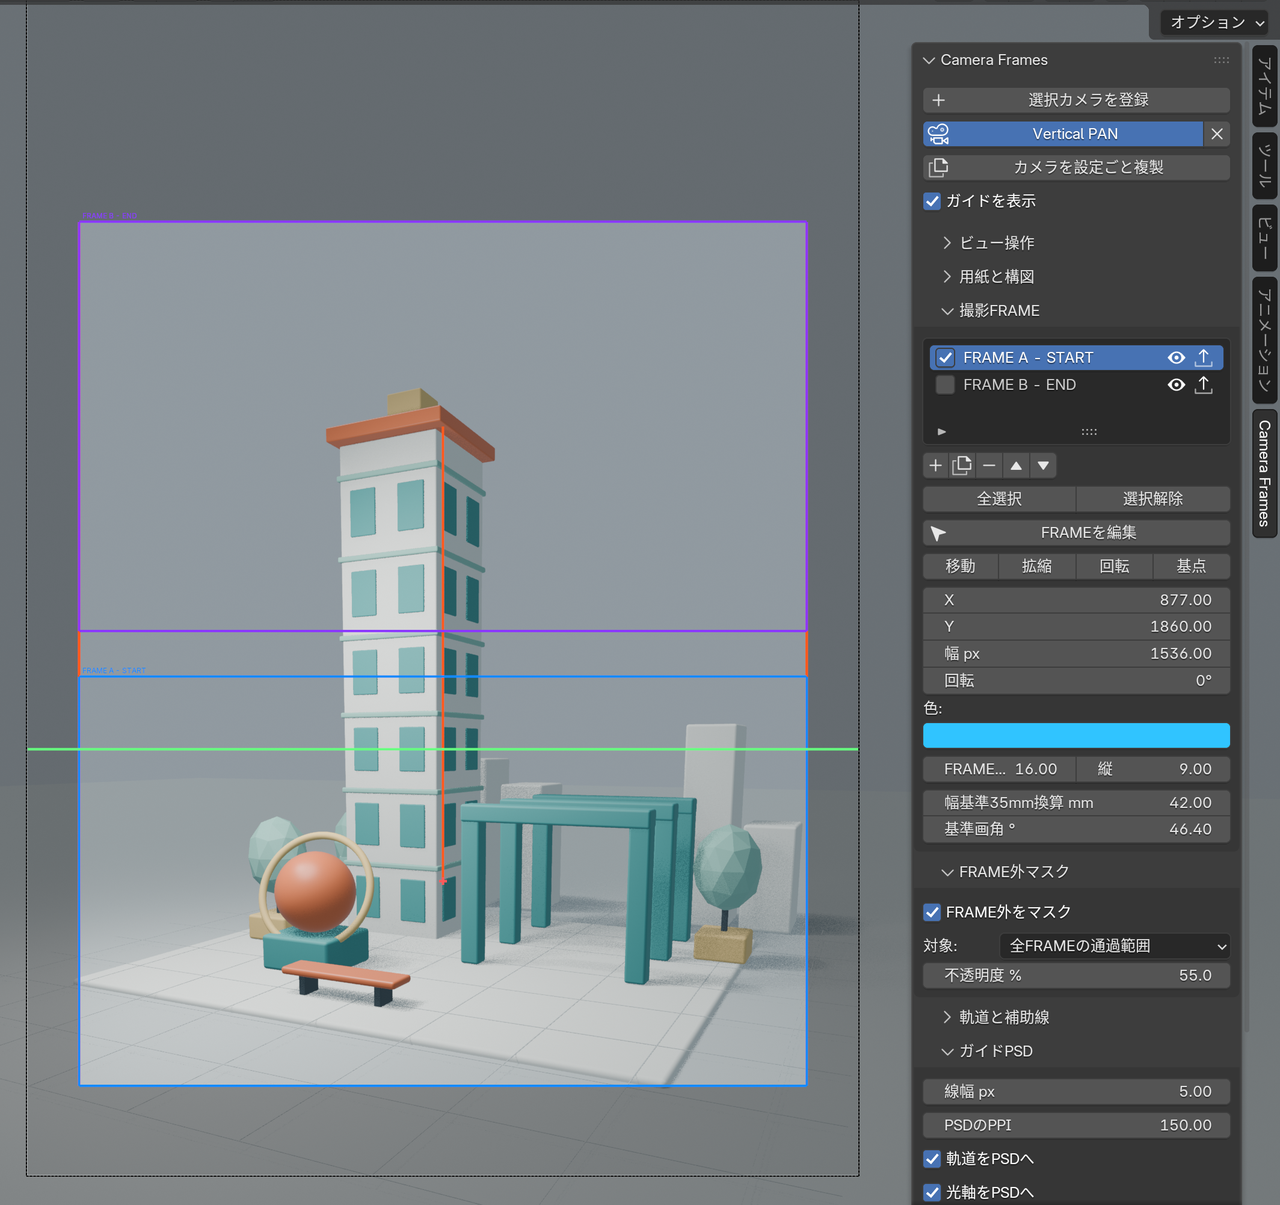 オプション
Camera Frames
選択カメラを登録
Vertical PAN
カメラを設定ごと複製
ガイドを表示
ビュー操作
用紙と構図
撮影FRAME
FRAME A - START
FRAME B - END
全選択 選択解除
FRAMEを編集
移動 拡縮 回転 基点
X 877.00
Y 1860.00
幅 px 1536.00
回転 0°
色:
FRAME... 16.00 縦 9.00
幅基準35mm換算 mm 42.00
基準画角 ° 46.40
FRAME外マスク
FRAME外をマスク
対象: 全FRAMEの通過範囲
不透明度 % 55.0
軌道と補助線
ガイドPSD
線幅 px 5.00
PSDのPPI 150.00
軌道をPSDへ
光軸をPSDへ
アイテム
ツール
ビュー
アニメーション
Camera Frames
FRAME A - START